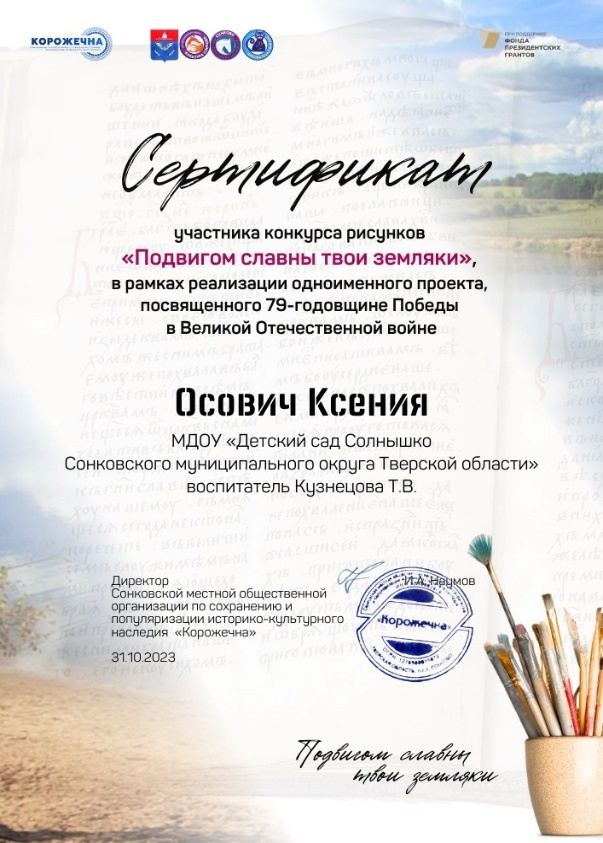 КОРОЖЕЧНА
ПРИ ПОДДЕРЖКЕ
ФОНДА
ПРЕЗИДЕНТСКИХ
ГРАНТОВ
Сертификат
участника конкурса рисунков
«Подвигом славны твои земляки»,
в рамках реализации одноименного проекта,
посвященного 79-годовщине Победы
в Великой Отечественной войне
Осович Ксения
МДОУ «Детский сад Солнышко
Сонковского муниципального округа Тверской области»
воспитатель Кузнецова Т.В.
Директор
Сонковской местной общественной
организации по сохранению и
популяризации историко-культурного
наследия «Корожечна»
И.А. Наумов
«Корожечна»
31.10.2023
Подвигом славны
твои земляки